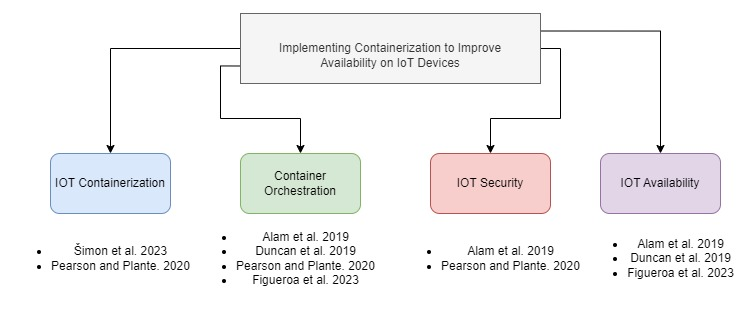 Implementing Containerization to Improve
Availability on IoT Devices
IOT Containerization
Container
Orchestration
IOT Security
IOT Availability
• Šimon et al. 2023
• Pearson and Plante. 2020
• Alam et al. 2019
• Duncan et al. 2019
• Pearson and Plante. 2020
• Figueroa et al. 2023
• Alam et al. 2019
• Pearson and Plante. 2020
• Alam et al. 2019
• Duncan et al. 2019
• Figueroa et al. 2023